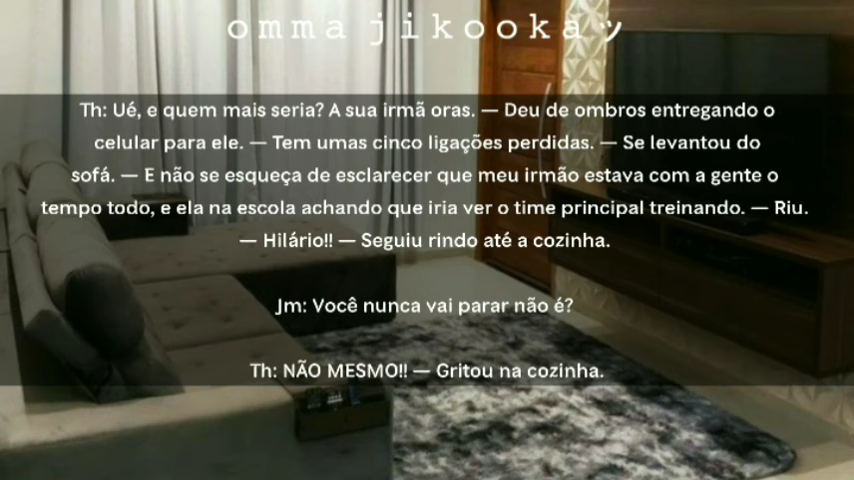 omma jikooka ッ
Th: Ué, e quem mais seria? A sua irmã oras. — Deu de ombros entregando o
celular para ele. — Tem umas cinco ligações perdidas. — Se levantou do
sofá. — E não se esqueça de esclarecer que meu irmão estava com a gente o
tempo todo, e ela na escola achando que iria ver o time principal treinando. — Riu.
— Hilário!! — Seguiu rindo até a cozinha.
Jm: Você nunca vai parar não é?
Th: NÃO MESMO!! — Gritou na cozinha.